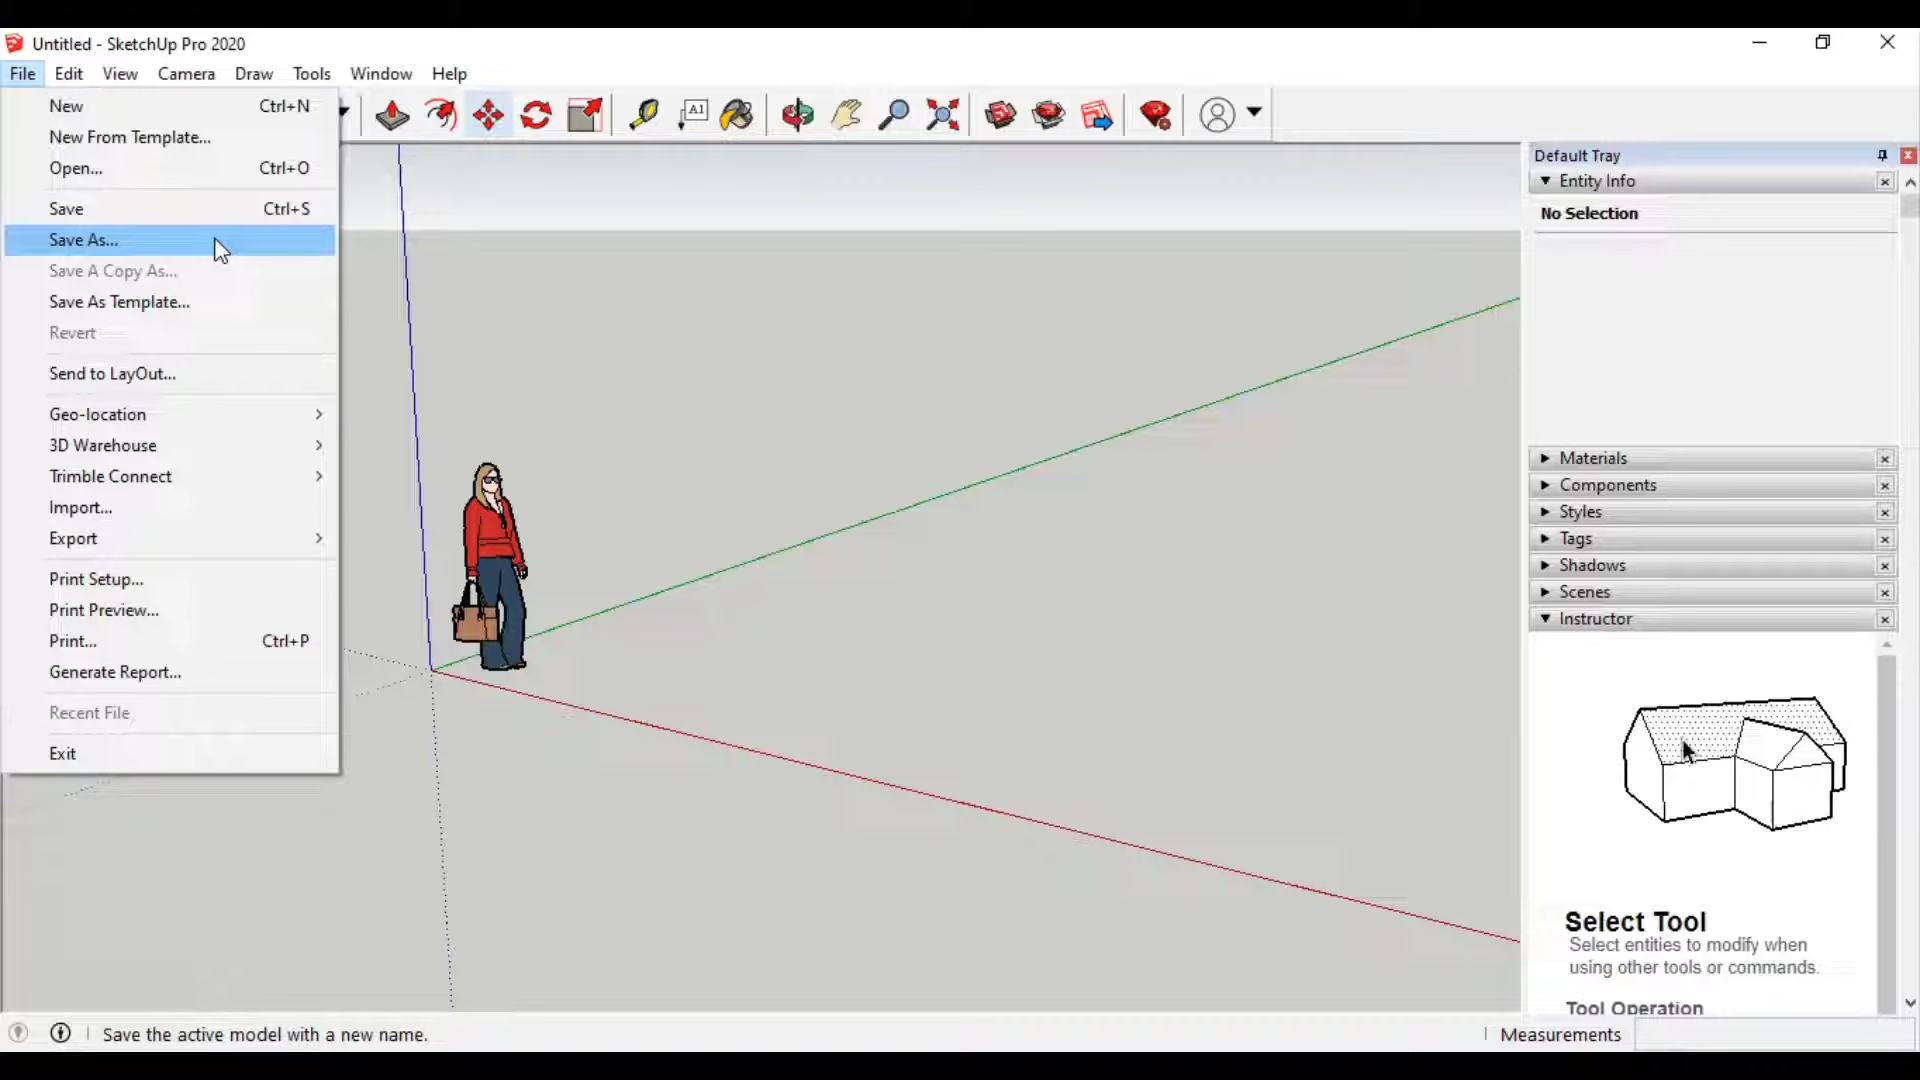 Untitled - SketchUp Pro 2020
File Edit View Camera Draw Tools Window Help
New Ctrl+N
New From Template...
Open... Ctrl+O
Save Ctrl+S
Save As...
Save A Copy As...
Save As Template...
Revert
Send to LayOut...
Geo-location
3D Warehouse
Trimble Connect
Import...
Export
Print Setup...
Print Preview...
Print... Ctrl+P
Generate Report...
Recent File
Exit
A1
Default Tray
Entity Info
No Selection
Materials
Components
Styles
Tags
Shadows
Scenes
Instructor
Select Tool
Select entities to modify when
using other tools or commands.
Tool Operation
Save the active model with a new name.
Measurements